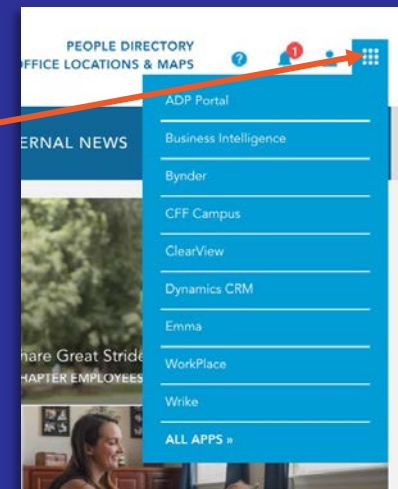 PEOPLE DIRECTORY
OFFICE LOCATIONS & MAPS
1
ADP Portal
ERNAL NEWS
Business Intelligence
Bynder
CFF Campus
ClearView
Dynamics CRM
Emma
hare Great Stride
HAPTER EMPLOYEES
WorkPlace
Wrike
ALL APPS »